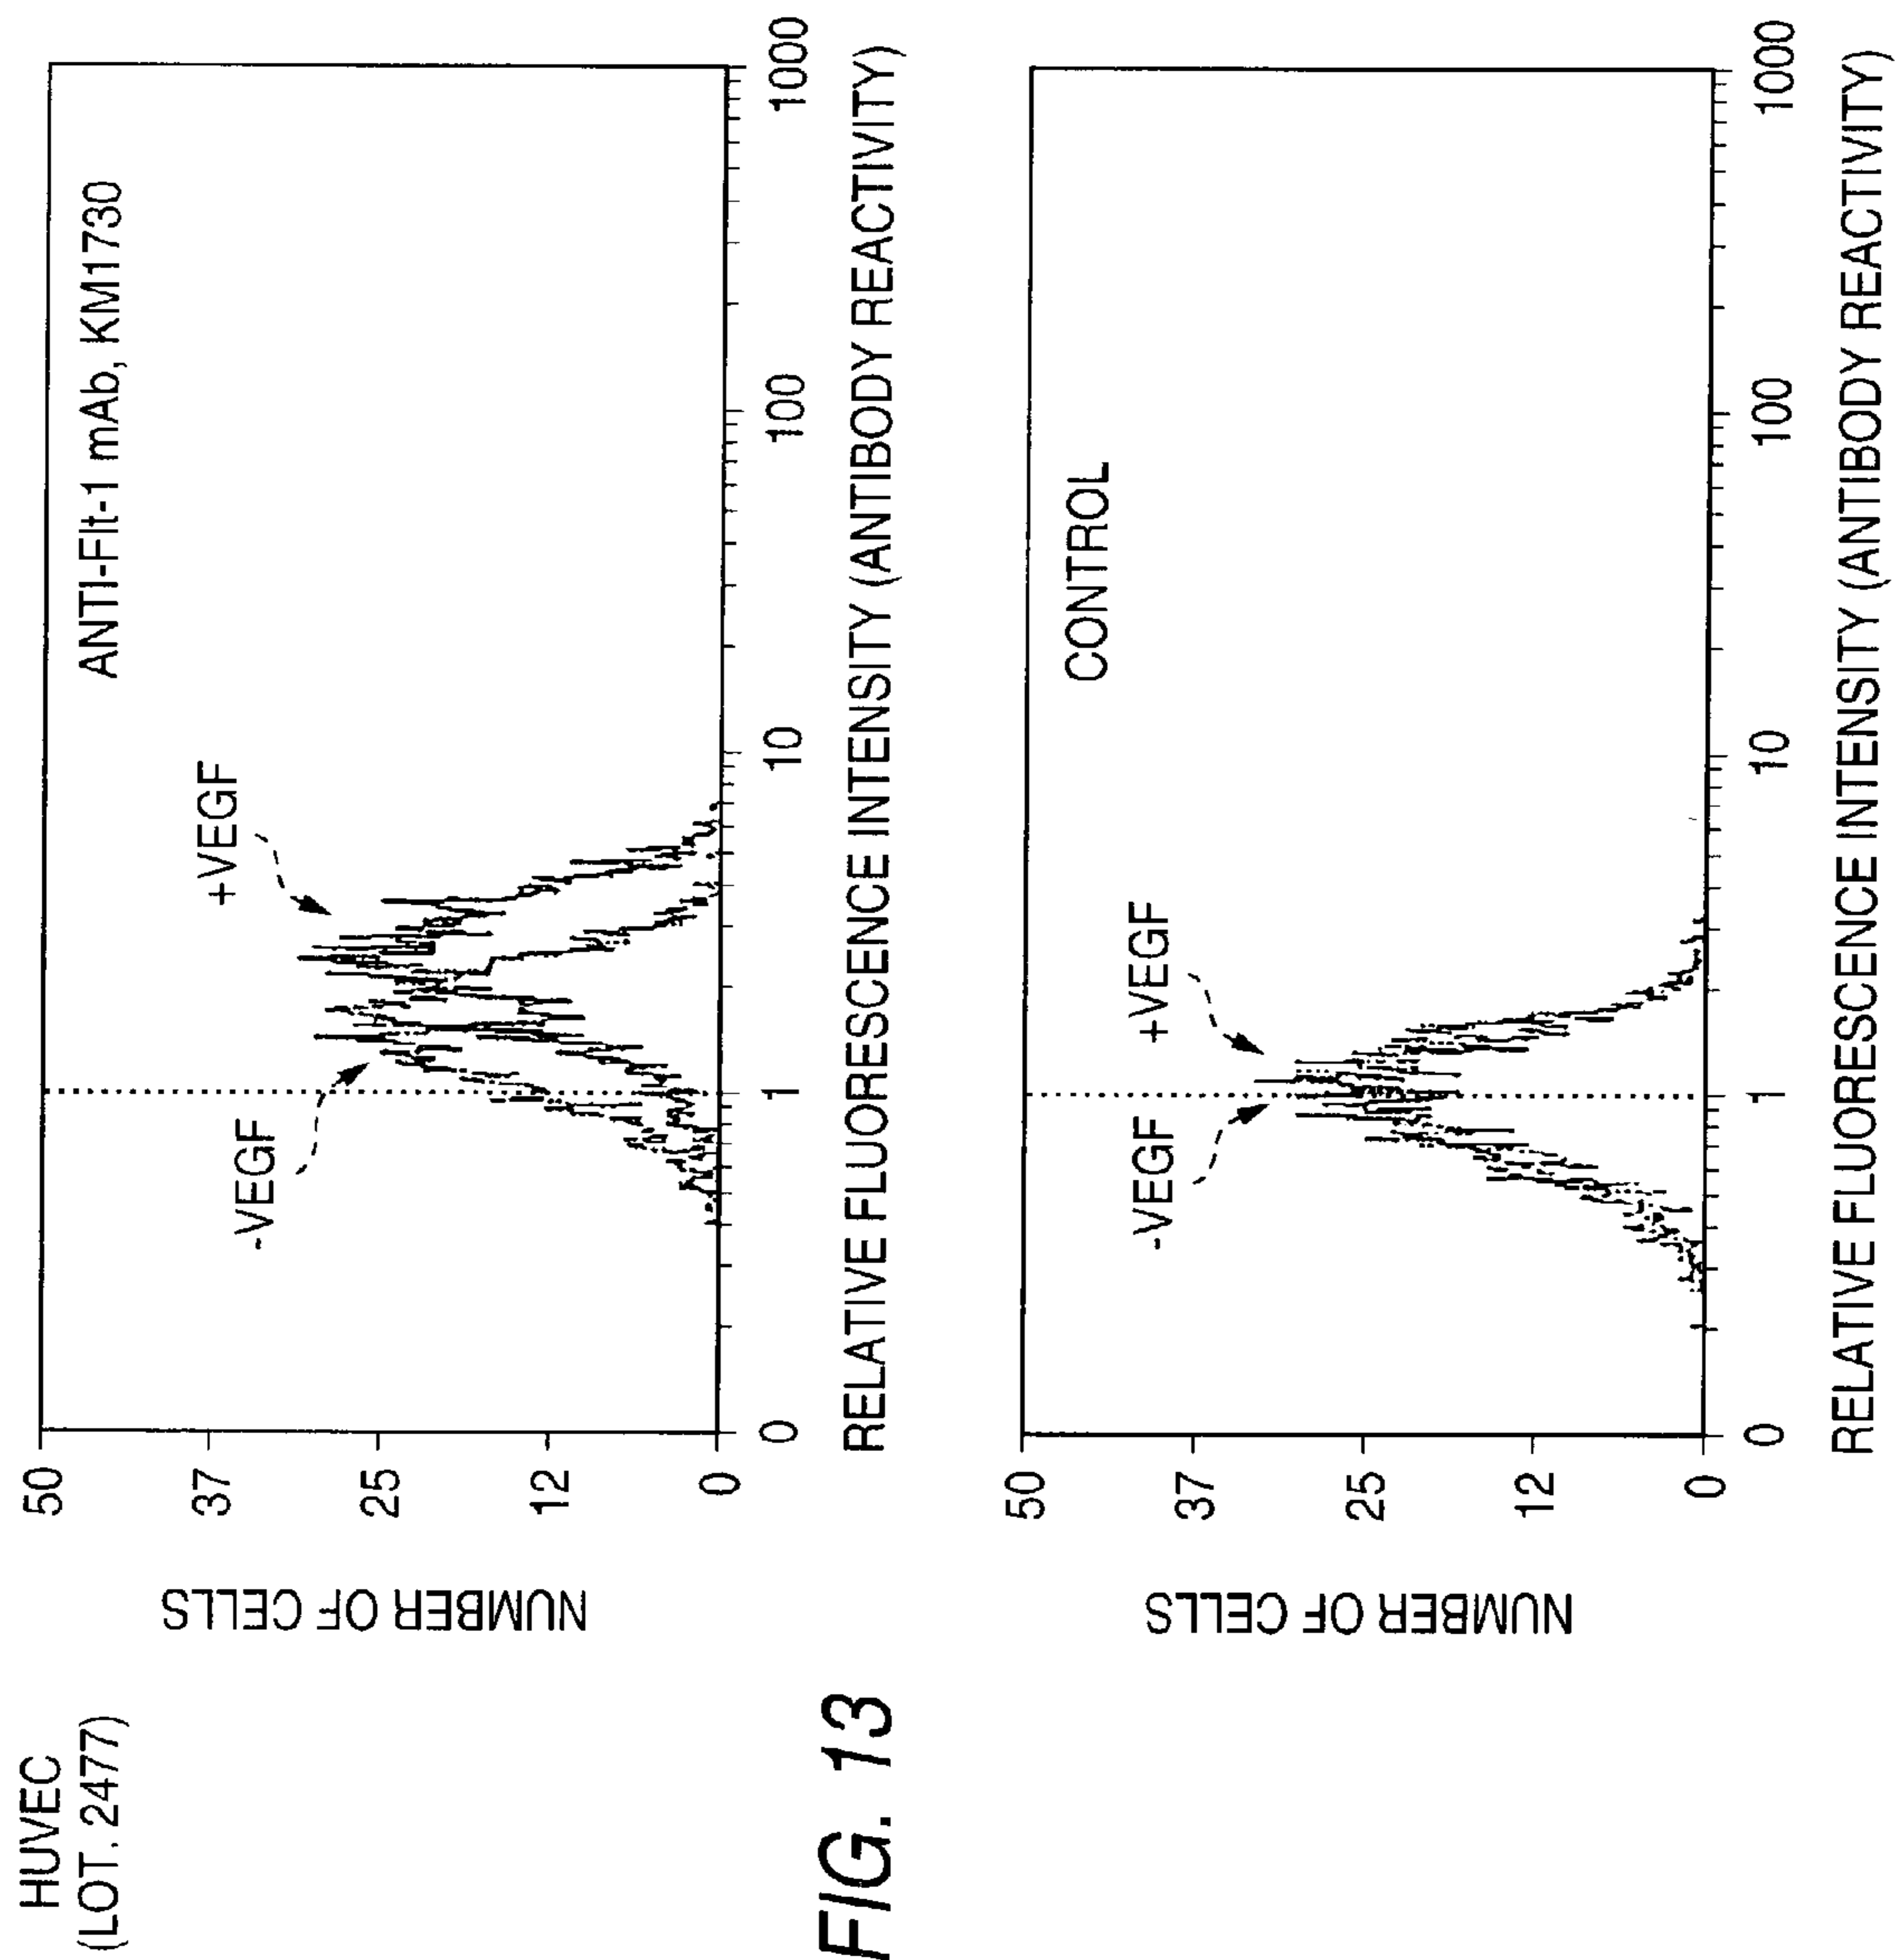 HUVEC
(LOT. 2477)
FIG. 13
NUMBER OF CELLS
50
37
25
12
0
-VEGF
+VEGF
ANTI-Flt-1 mAb, KM1730
0
1
10
100
1000
RELATIVE FLUORESCENCE INTENSITY (ANTIBODY REACTIVITY)
NUMBER OF CELLS
50
37
25
12
0
-VEGF
+VEGF
CONTROL
0
1
10
100
1000
RELATIVE FLUORESCENCE INTENSITY (ANTIBODY REACTIVITY)